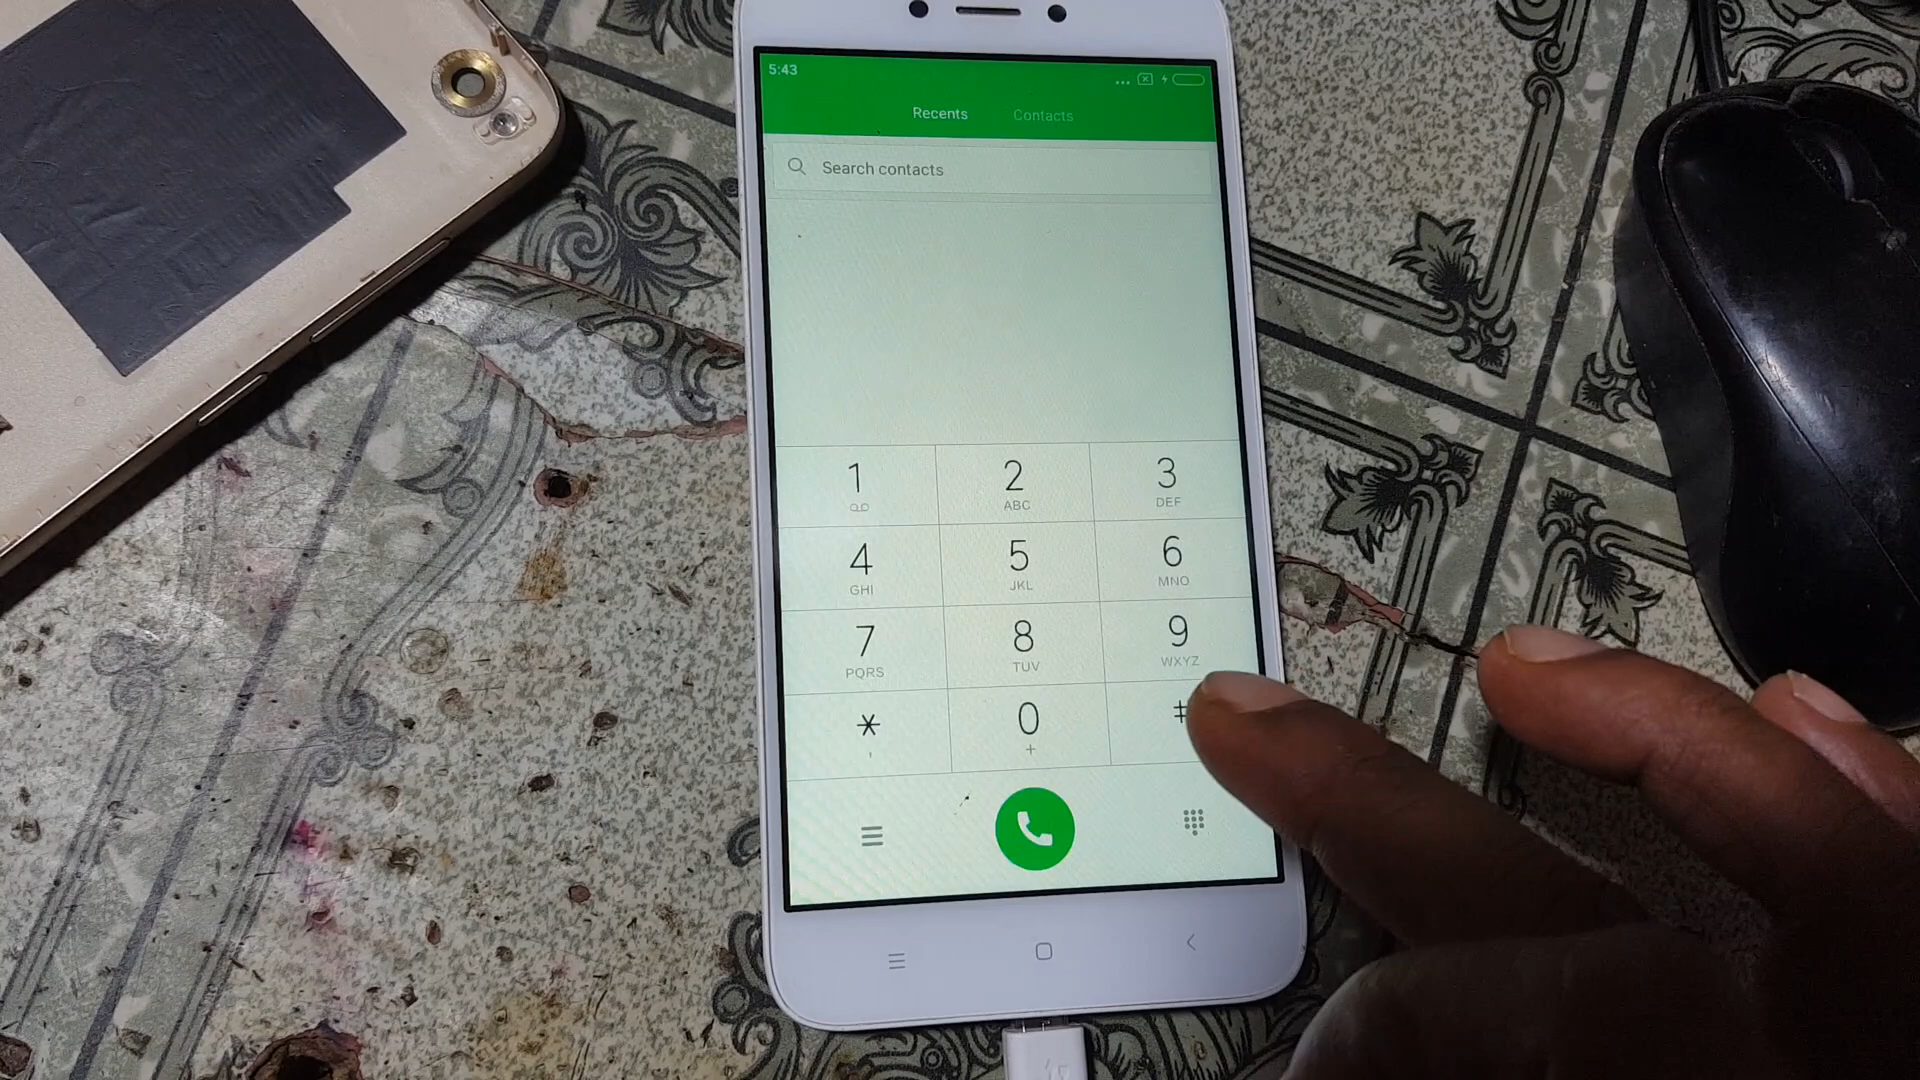 5:43
Recents Contacts
Search contacts
1 2 3
ABC DEF
4 5 6
GHI JKL MNO
7 8 9
PQRS TUV WXYZ
* 0 #
, +